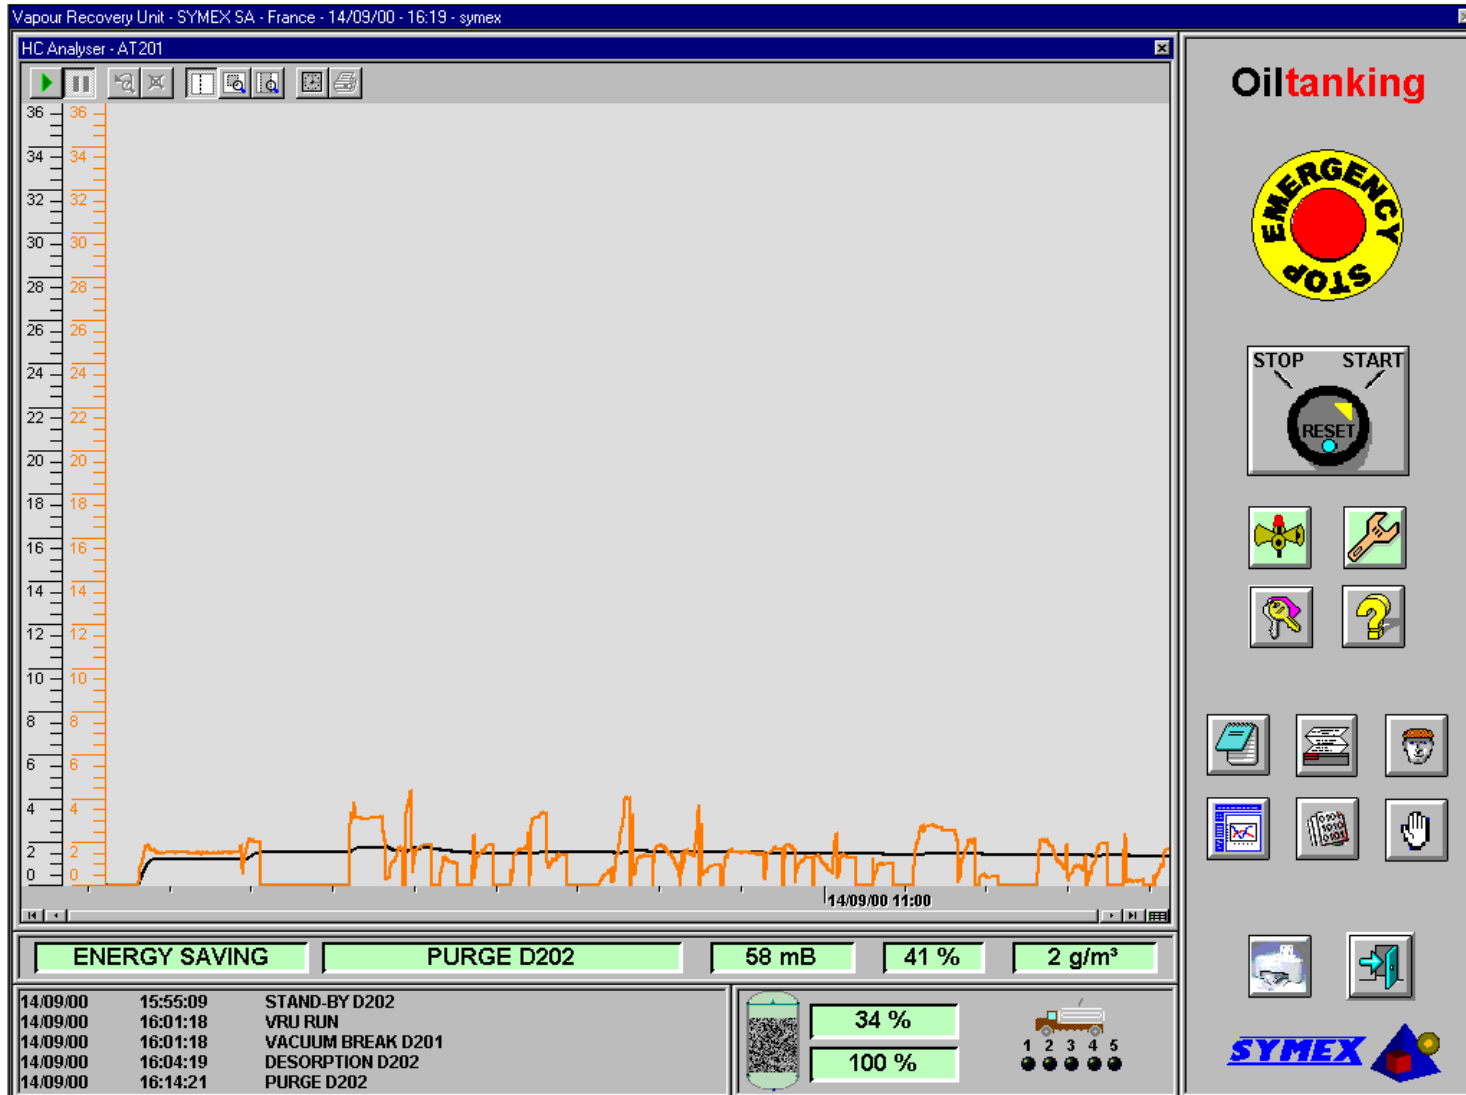 Vapour Recovery Unit - SYMEX SA - France - 14/09/00 - 16:19 - symex
HC Analyser - AT201
36 36
34 34
32 32
30 30
28 28
26 26
24 24
22 22
20 20
18 18
16 16
14 14
12 12
10 10
8 8
6 6
4 4
2 2
0 0
14/09/00 11:00
ENERGY SAVING PURGE D202 58 mB 41 % 2 g/m³
14/09/00 15:55:09 STAND-BY D202
14/09/00 16:01:18 VRU RUN
14/09/00 16:01:18 VACUUM BREAK D201
14/09/00 16:04:19 DESORPTION D202
14/09/00 16:14:21 PURGE D202
34 %
100 %
1 2 3 4 5
Oiltanking
EMERGENCY
STOP
STOP START
RESET
SYMEX